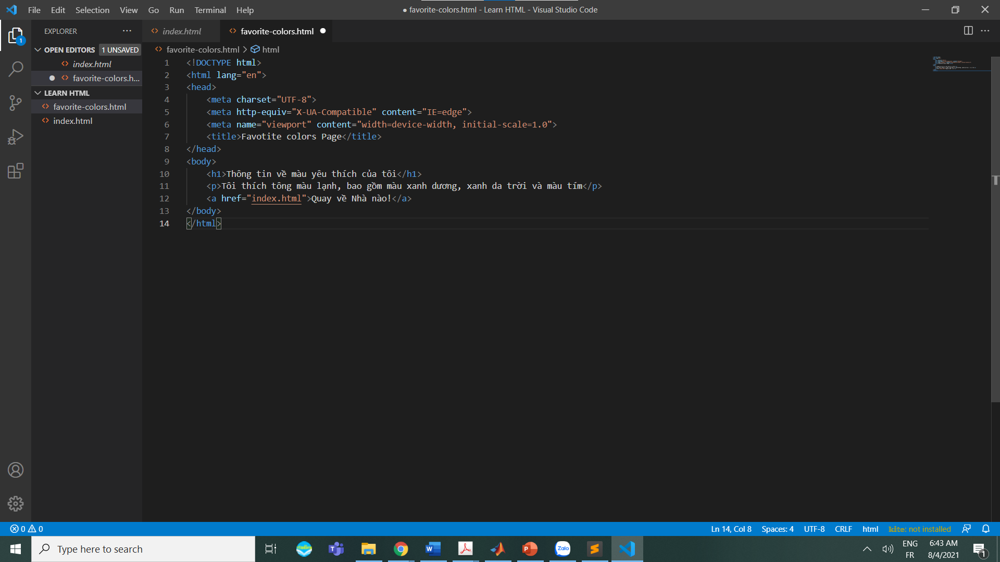 File Edit Selection View Go Run Terminal Help
● favorite-colors.html - Learn HTML - Visual Studio Code
EXPLORER
index.html
favorite-colors.html
OPEN EDITORS 1 UNSAVED
index.html
favorite-colors.h...
LEARN HTML
favorite-colors.html
index.html
1
favorite-colors.html > html
1 <!DOCTYPE html>
2 <html lang="en">
3 <head>
4 <meta charset="UTF-8">
5 <meta http-equiv="X-UA-Compatible" content="IE=edge">
6 <meta name="viewport" content="width=device-width, initial-scale=1.0">
7 <title>Favotite colors Page</title>
8 </head>
9 <body>
10 <h1>Thông tin về màu yêu thích của tôi</h1>
11 <p>Tôi thích tông màu lạnh, bao gồm màu xanh dương, xanh da trời và màu tím</p>
12 <a href="index.html">Quay về Nhà nào!</a>
13 </body>
14 </html>
0 0
Ln 14, Col 8 Spaces: 4 UTF-8 CRLF html kite: not installed
Type here to search
Zalo
ENG
FR
6:43 AM
8/4/2021
1